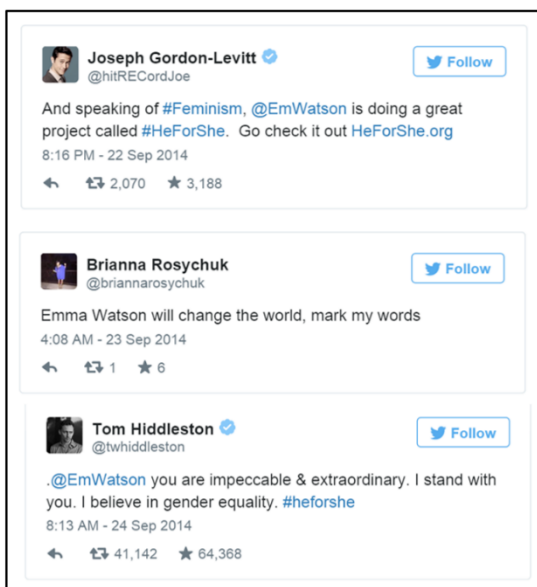 Joseph Gordon-Levitt
Follow
@hitRECordJoe
And speaking of #Feminism, @EmWatson is doing a great
project called #HeForShe.  Go check it out HeForShe.org
8:16 PM - 22 Sep 2014
2,070 3,188
Brianna Rosychuk
Follow
@briannarosychuk
Emma Watson will change the world, mark my words
4:08 AM - 23 Sep 2014
1 6
Tom Hiddleston
Follow
@twhiddleston
.@EmWatson you are impeccable & extraordinary. I stand with
you. I believe in gender equality. #heforshe
8:13 AM - 24 Sep 2014
41,142 64,368